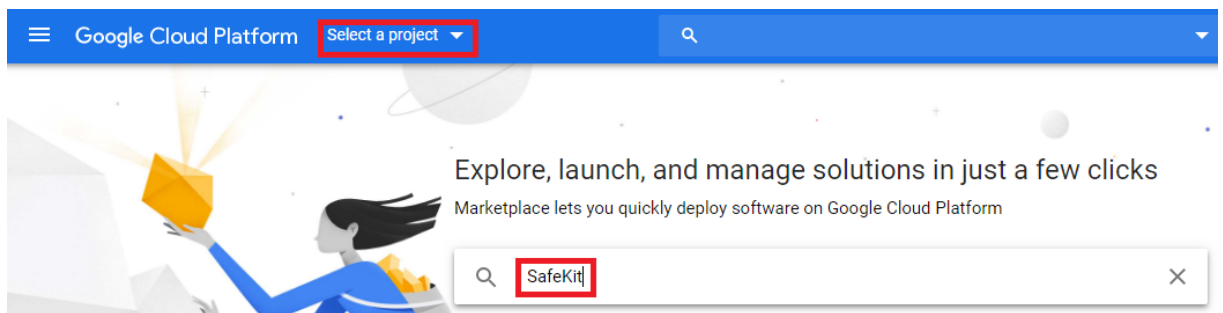 Google Cloud Platform Select a project
Explore, launch, and manage solutions in just a few clicks
Marketplace lets you quickly deploy software on Google Cloud Platform
SafeKit